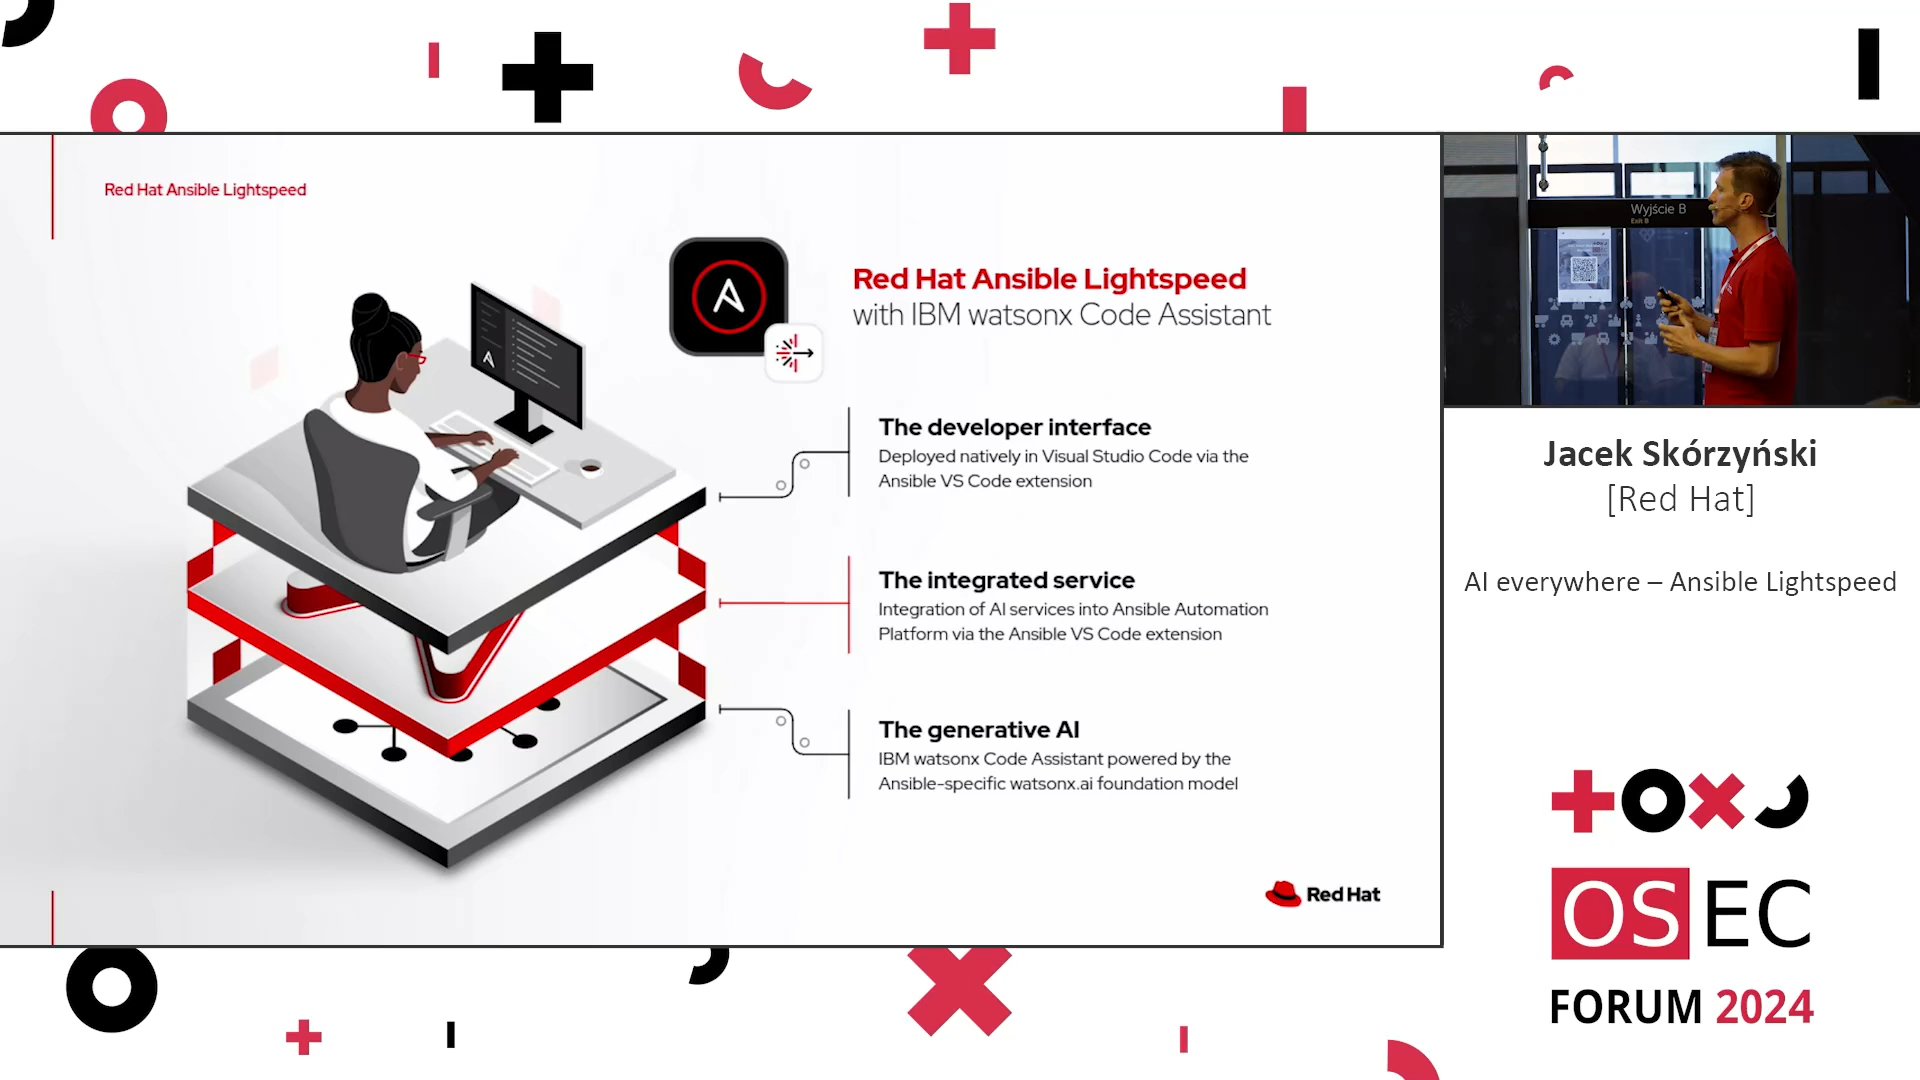 Red Hat Ansible Lightspeed
Red Hat Ansible Lightspeed
with IBM watsonx Code Assistant
The developer interface
Deployed natively in Visual Studio Code via the
Ansible VS Code extension
The integrated service
Integration of AI services into Ansible Automation
Platform via the Ansible VS Code extension
The generative AI
IBM watsonx Code Assistant powered by the
Ansible-specific watsonx.ai foundation model
Red Hat
Wyjście B
Exit B
Jacek Skórzyński
[Red Hat]
AI everywhere – Ansible Lightspeed
OSEC
FORUM 2024